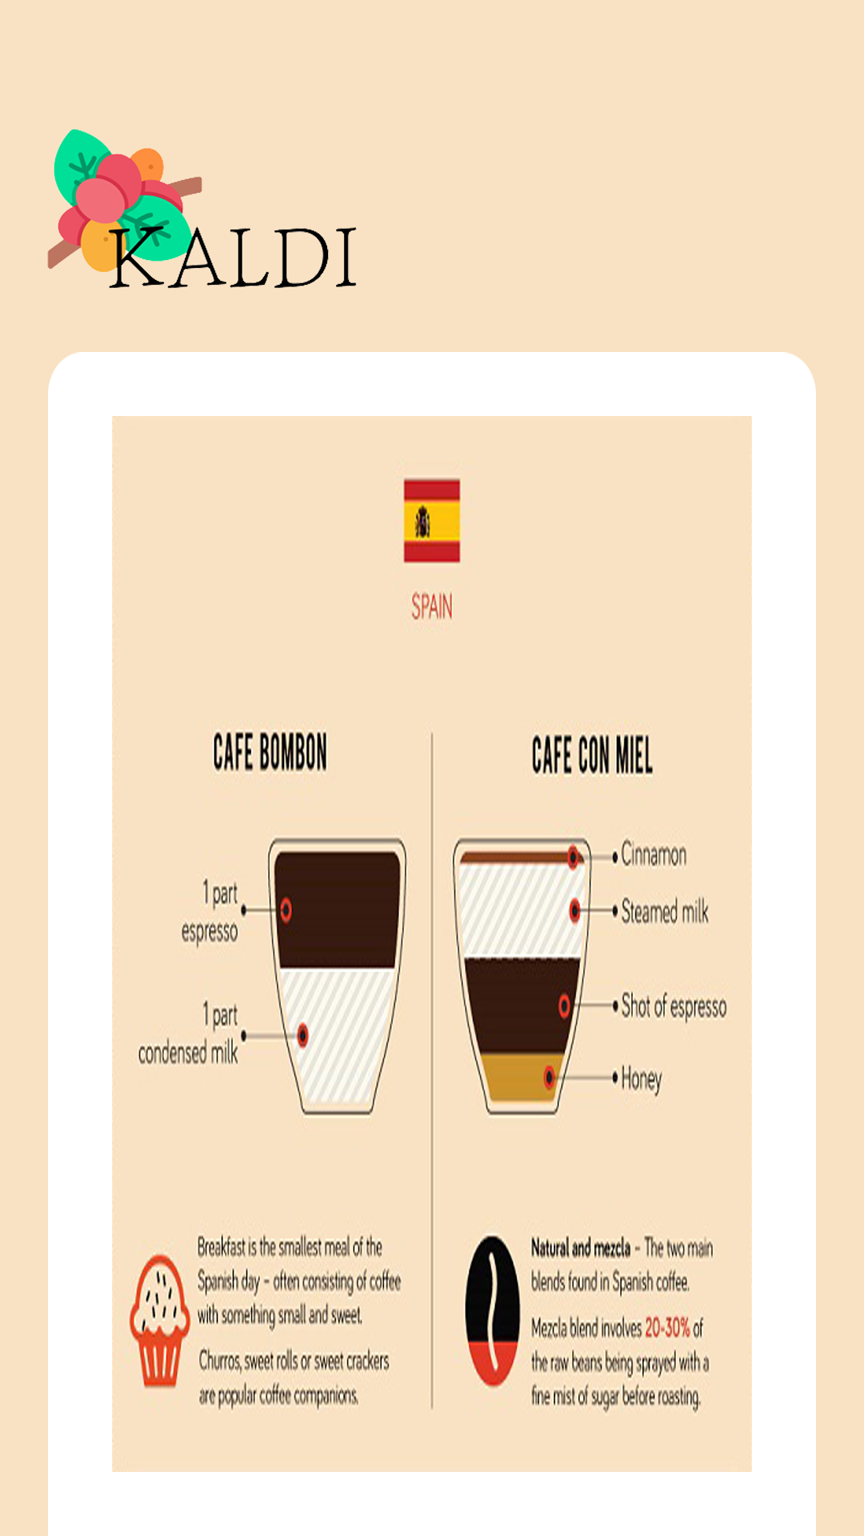 KALDI
SPAIN
CAFE BOMBON
1 part
espresso
1 part
condensed milk
Breakfast is the smallest meal of the
Spanish day - often consisting of coffee
with something small and sweet.
Churros, sweet rolls or sweet crackers
are popular coffee companions.
CAFE CON MIEL
Cinnamon
Steamed milk
Shot of espresso
Honey
Natural and mezcla - The two main
blends found in Spanish coffee.
Mezcla blend involves 20-30% of
the raw beans being sprayed with a
fine mist of sugar before roasting.